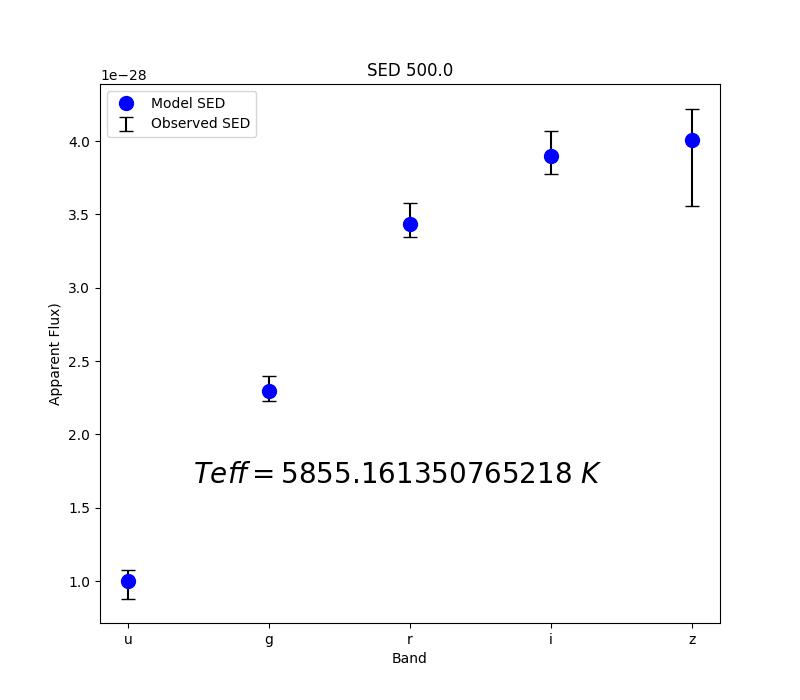 SED 500.0
1e−28
Model SED
Observed SED
4.0
3.5
3.0
2.5
2.0
1.5
1.0
Apparent Flux)
Teff = 5855.161350765218 K
u g r i z
Band